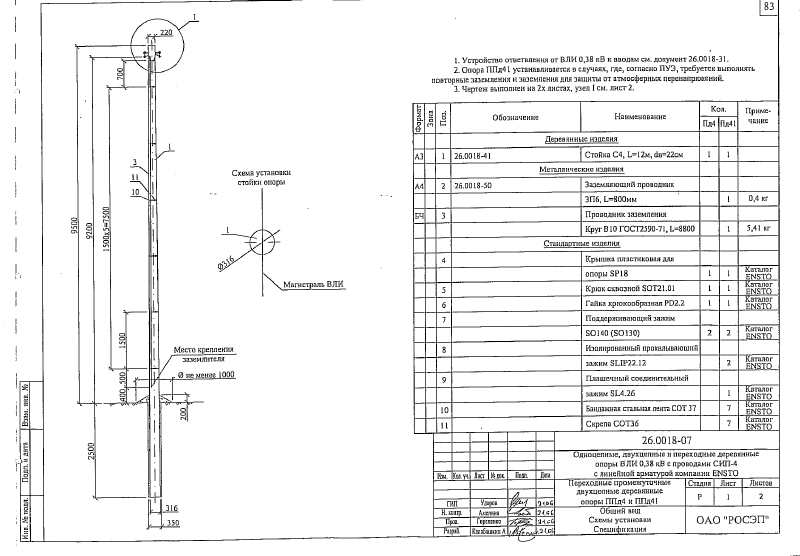 83
1
220
700
9500
9200
1500x5=7500
3
11
10
1
1500
400
500
200
2500
316
350
Место крепления
заземлителя
Ø не менее 1000
Схема установки
стойки опоры
1
Ø316
Магистраль ВЛИ
1. Устройство ответвления от ВЛИ 0,38 кВ к вводам см. документ 26.0018-31.
2. Опора ППд41 устанавливается в случаях, где, согласно ПУЭ, требуется выполнять
повторные заземления и заземления для защиты от атмосферных перенапряжений.
3. Чертеж выполнен на 2х листах, узел I см. лист 2.
Формат Зона Поз. Обозначение Наименование Кол. Приме-
чание
Пд4 Пд41
Деревянные изделия
А3 1 26.0018-41 Стойка С4, L=12м, dв=22см 1 1
Металлические изделия
А4 2 26.0018-50 Заземляющий проводник
ЗП6, L=800мм 1 0,4 кг
БЧ 3 Проводник заземления
Круг В10 ГОСТ2590-71, L=8800 1 5,41 кг
Стандартные изделия
4 Крышка пластиковая для
опоры SP18 1 1 Каталог ENSTO
5 Крюк сквозной SOT21.01 1 1 Каталог ENSTO
6 Гайка крюкообразная PD2.2 1 1 Каталог ENSTO
7 Поддерживающий зажим
SO140 (SO130) 2 2 Каталог ENSTO
8 Изолированный прокалывающий
зажим SLIP22.12 2 Каталог ENSTO
9 Плашечный соединительный
зажим SL4.26 1 Каталог ENSTO
10 Бандажная стальная лента COT 37 7 Каталог ENSTO
11 Скрепа COT36 7 Каталог ENSTO
26.0018-07
Одноцепные, двухцепные и переходные деревянные
опоры ВЛИ 0,38 кВ с проводами СИП-4
с линейной арматурой компании ENSTO
Изм. Кол. уч. Лист № док. Подп. Дата
Переходные промежуточные
двухцепные деревянные
опоры ППд4 и ППд41
Стадия Лист Листов
Р 1 2
ГИП Ударов
Н. контр. Амелина
Пров. Гореченко
Разраб. Калабашкин А.
Общий вид
Схемы установки
Спецификация
ОАО "РОСЭП"
Взам. инв. №
Подп. и дата
Инв. № подл.